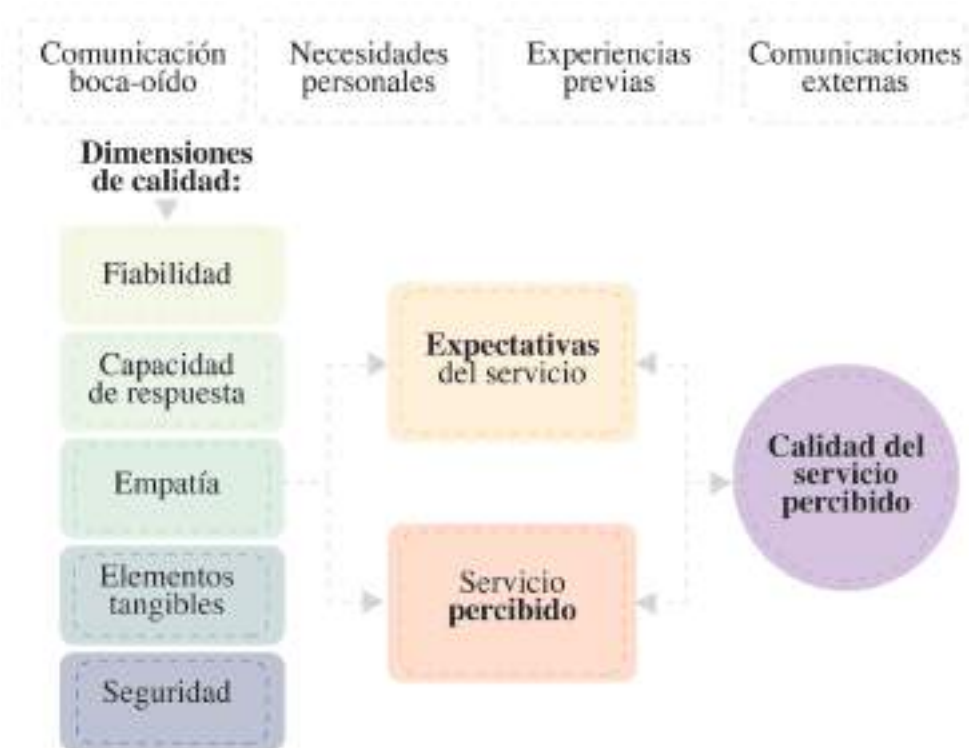 Comunicación
boca-oído
Necesidades
personales
Experiencias
previas
Comunicaciones
externas
Dimensiones
de calidad:
Fiabilidad
Capacidad
de respuesta
Empatía
Elementos
tangibles
Seguridad
Expectativas
del servicio
Servicio
percibido
Calidad del
servicio
percibido